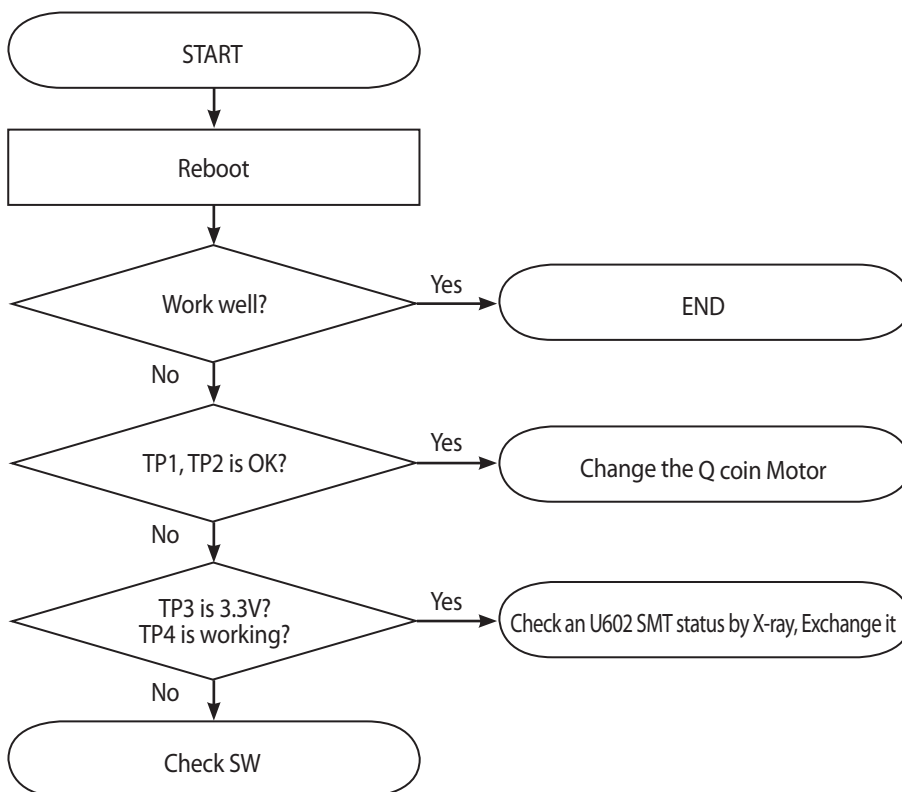 START
Reboot
Work well?
Yes
END
No
TP1, TP2 is OK?
Yes
Change the Q coin Motor
No
TP3 is 3.3V?
TP4 is working?
Yes
Check an U602 SMT status by X-ray, Exchange it
No
Check SW